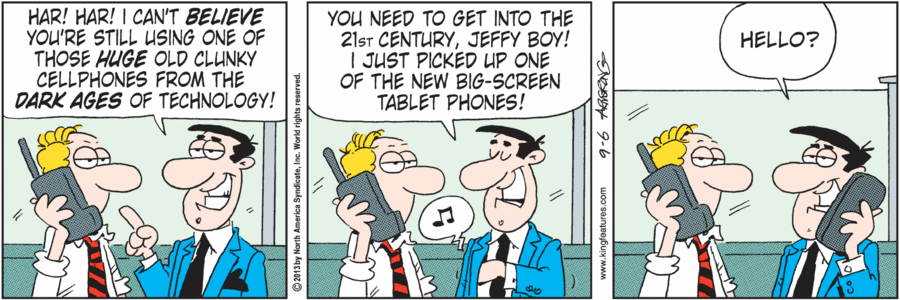 HAR! HAR! I CAN'T BELIEVE
YOU'RE STILL USING ONE OF
THOSE HUGE OLD CLUNKY
CELLPHONES FROM THE
DARK AGES OF TECHNOLOGY!
©2013 by North America Syndicate, Inc. World rights reserved.
YOU NEED TO GET INTO THE
21ST CENTURY, JEFFY BOY!
I JUST PICKED UP ONE
OF THE NEW BIG-SCREEN
TABLET PHONES!
HELLO?
9-6
www.kingfeatures.com